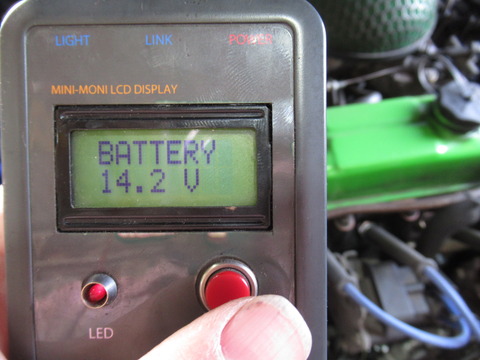 LIGHT LINK POWER
MINI-MONI LCD DISPLAY
BATTERY
14.2 V
LED